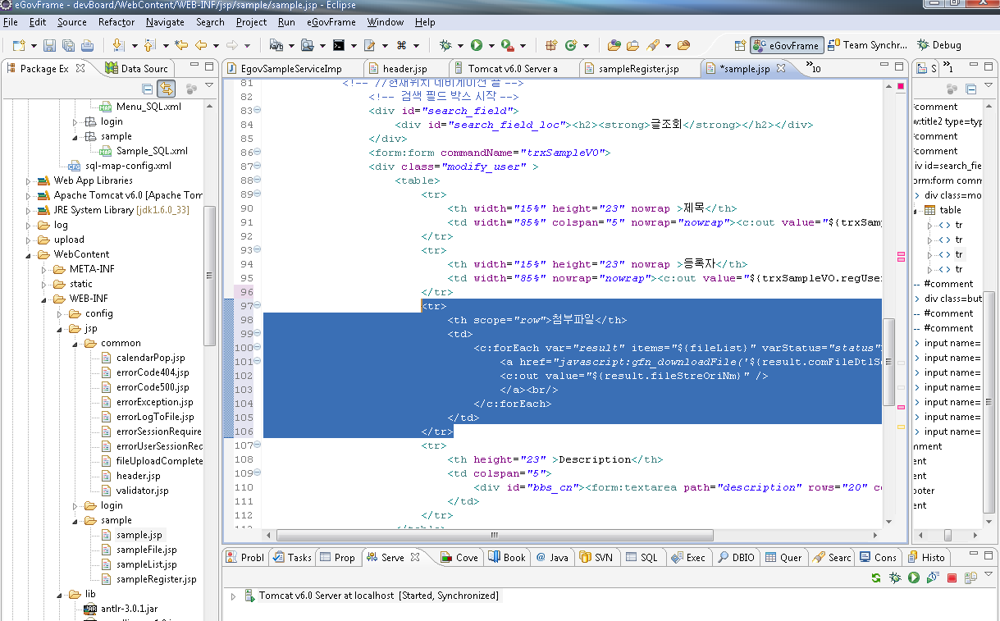 eGovFrame - devBoard/WebContent/WEB-INF/jsp/sample/sample.jsp - Eclipse
File Edit Source Refactor Navigate Search Project Run eGovFrame Window Help
eGovFrame Team Synchr... Debug
Package Ex Data Sourc
EgovSampleServiceImp header.jsp Tomcat v6.0 Server a sampleRegister.jsp *sample.jsp 10
S 1
Menu_SQL.xml
login
sample
Sample_SQL.xml
sql-map-config.xml
Web App Libraries
Apache Tomcat v6.0 [Apache Tom
JRE System Library [jdk1.6.0_33]
log
upload
WebContent
META-INF
static
WEB-INF
config
jsp
common
calendarPop.jsp
errorCode404.jsp
errorCode500.jsp
errorException.jsp
errorLogToFile.jsp
errorSessionRequire
errorUserSessionRec
fileUploadComplete
header.jsp
validator.jsp
login
sample
sample.jsp
sampleFile.jsp
sampleList.jsp
sampleRegister.jsp
lib
antlr-3.0.1.jar
81 <!-- //현재위치 네비게이션 끝 -->
82 <!-- 검색 필드 박스 시작 -->
83 <div id="search_field">
84 <div id="search_field_loc"><h2><strong>글조회</strong></h2></div>
85 </div>
86 <form:form commandName="trxSampleVO">
87 <div class="modify_user" >
88 <table>
89 <tr>
90 <th width="15%" height="23" nowrap >제목</th>
91 <td width="85%" colspan="5" nowrap="nowrap"><c:out value="${trxSam
92 </tr>
93 <tr>
94 <th width="15%" height="23" nowrap >등록자</th>
95 <td width="85%" nowrap="nowrap"><c:out value="${trxSampleVO.regUse
96 </tr>
97 <tr>
98 <th scope="row">첨부파일</th>
99 <td>
100 <c:forEach var="result" items="${fileList}" varStatus="status"
101 <a href="javascript:gfn_downloadFile('${result.comFileDtlS
102 <c:out value="${result.fileStreOriNm}" />
103 </a><br/>
104 </c:forEach>
105 </td>
106 </tr>
107 <tr>
108 <th height="23" >Description</th>
109 <td colspan="5">
110 <div id="bbs_cn"><form:textarea path="description" rows="20" c
111 </td>
112 </tr>
comment
w:title2 type=typ
comment
comment
div id=search_fie
orm:form comm
div class=mo
table
tr
tr
tr
tr
#comment
div class=but
#comment
#comment
input name=
input name=
input name=
input name=
input name=
input name=
input name=
mment
ent
ent
ooter
ent
Probl Tasks Prop Serve Cove Book Java SVN SQL Exec DBIO Quer Searc Cons Histo
Tomcat v6.0 Server at localhost [Started, Synchronized]